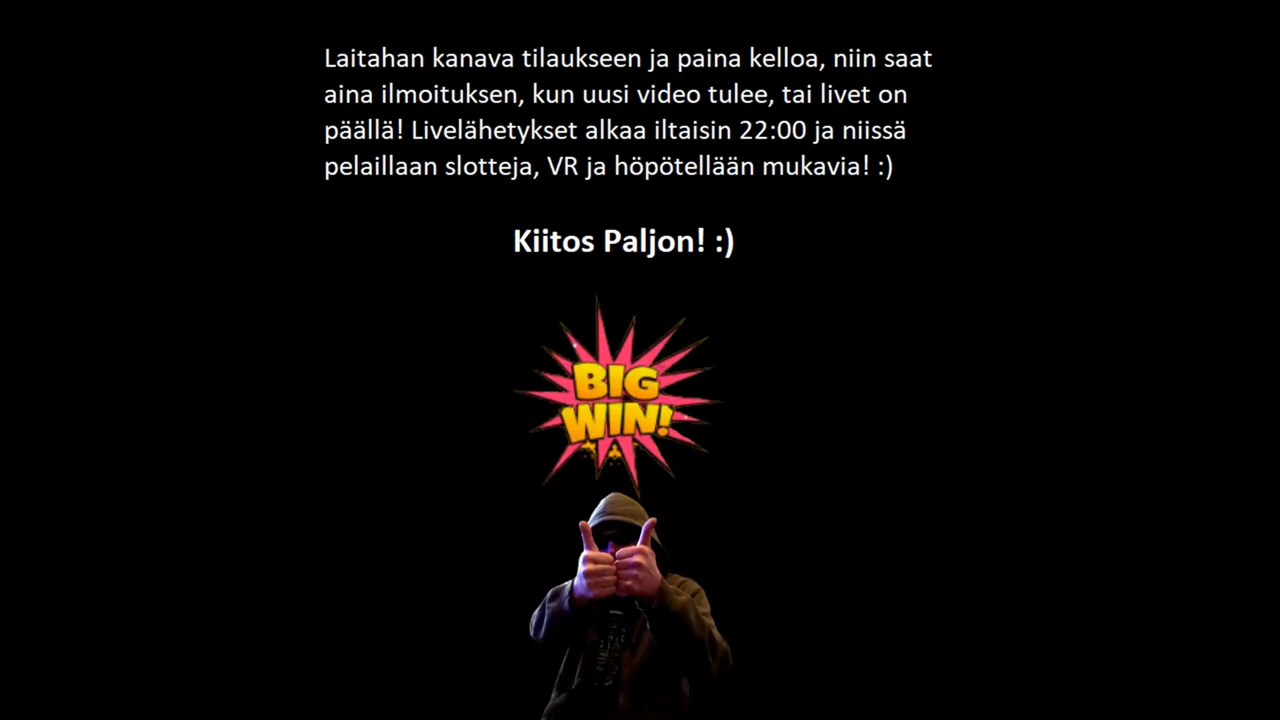 Laitahan kanava tilaukseen ja paina kelloa, niin saat
aina ilmoituksen, kun uusi video tulee, tai livet on
päällä! Livelähetykset alkaa iltaisin 22:00 ja niissä
pelaillaan slotteja, VR ja höpötellään mukavia! :)
Kiitos Paljon! :)
BIG
WIN!